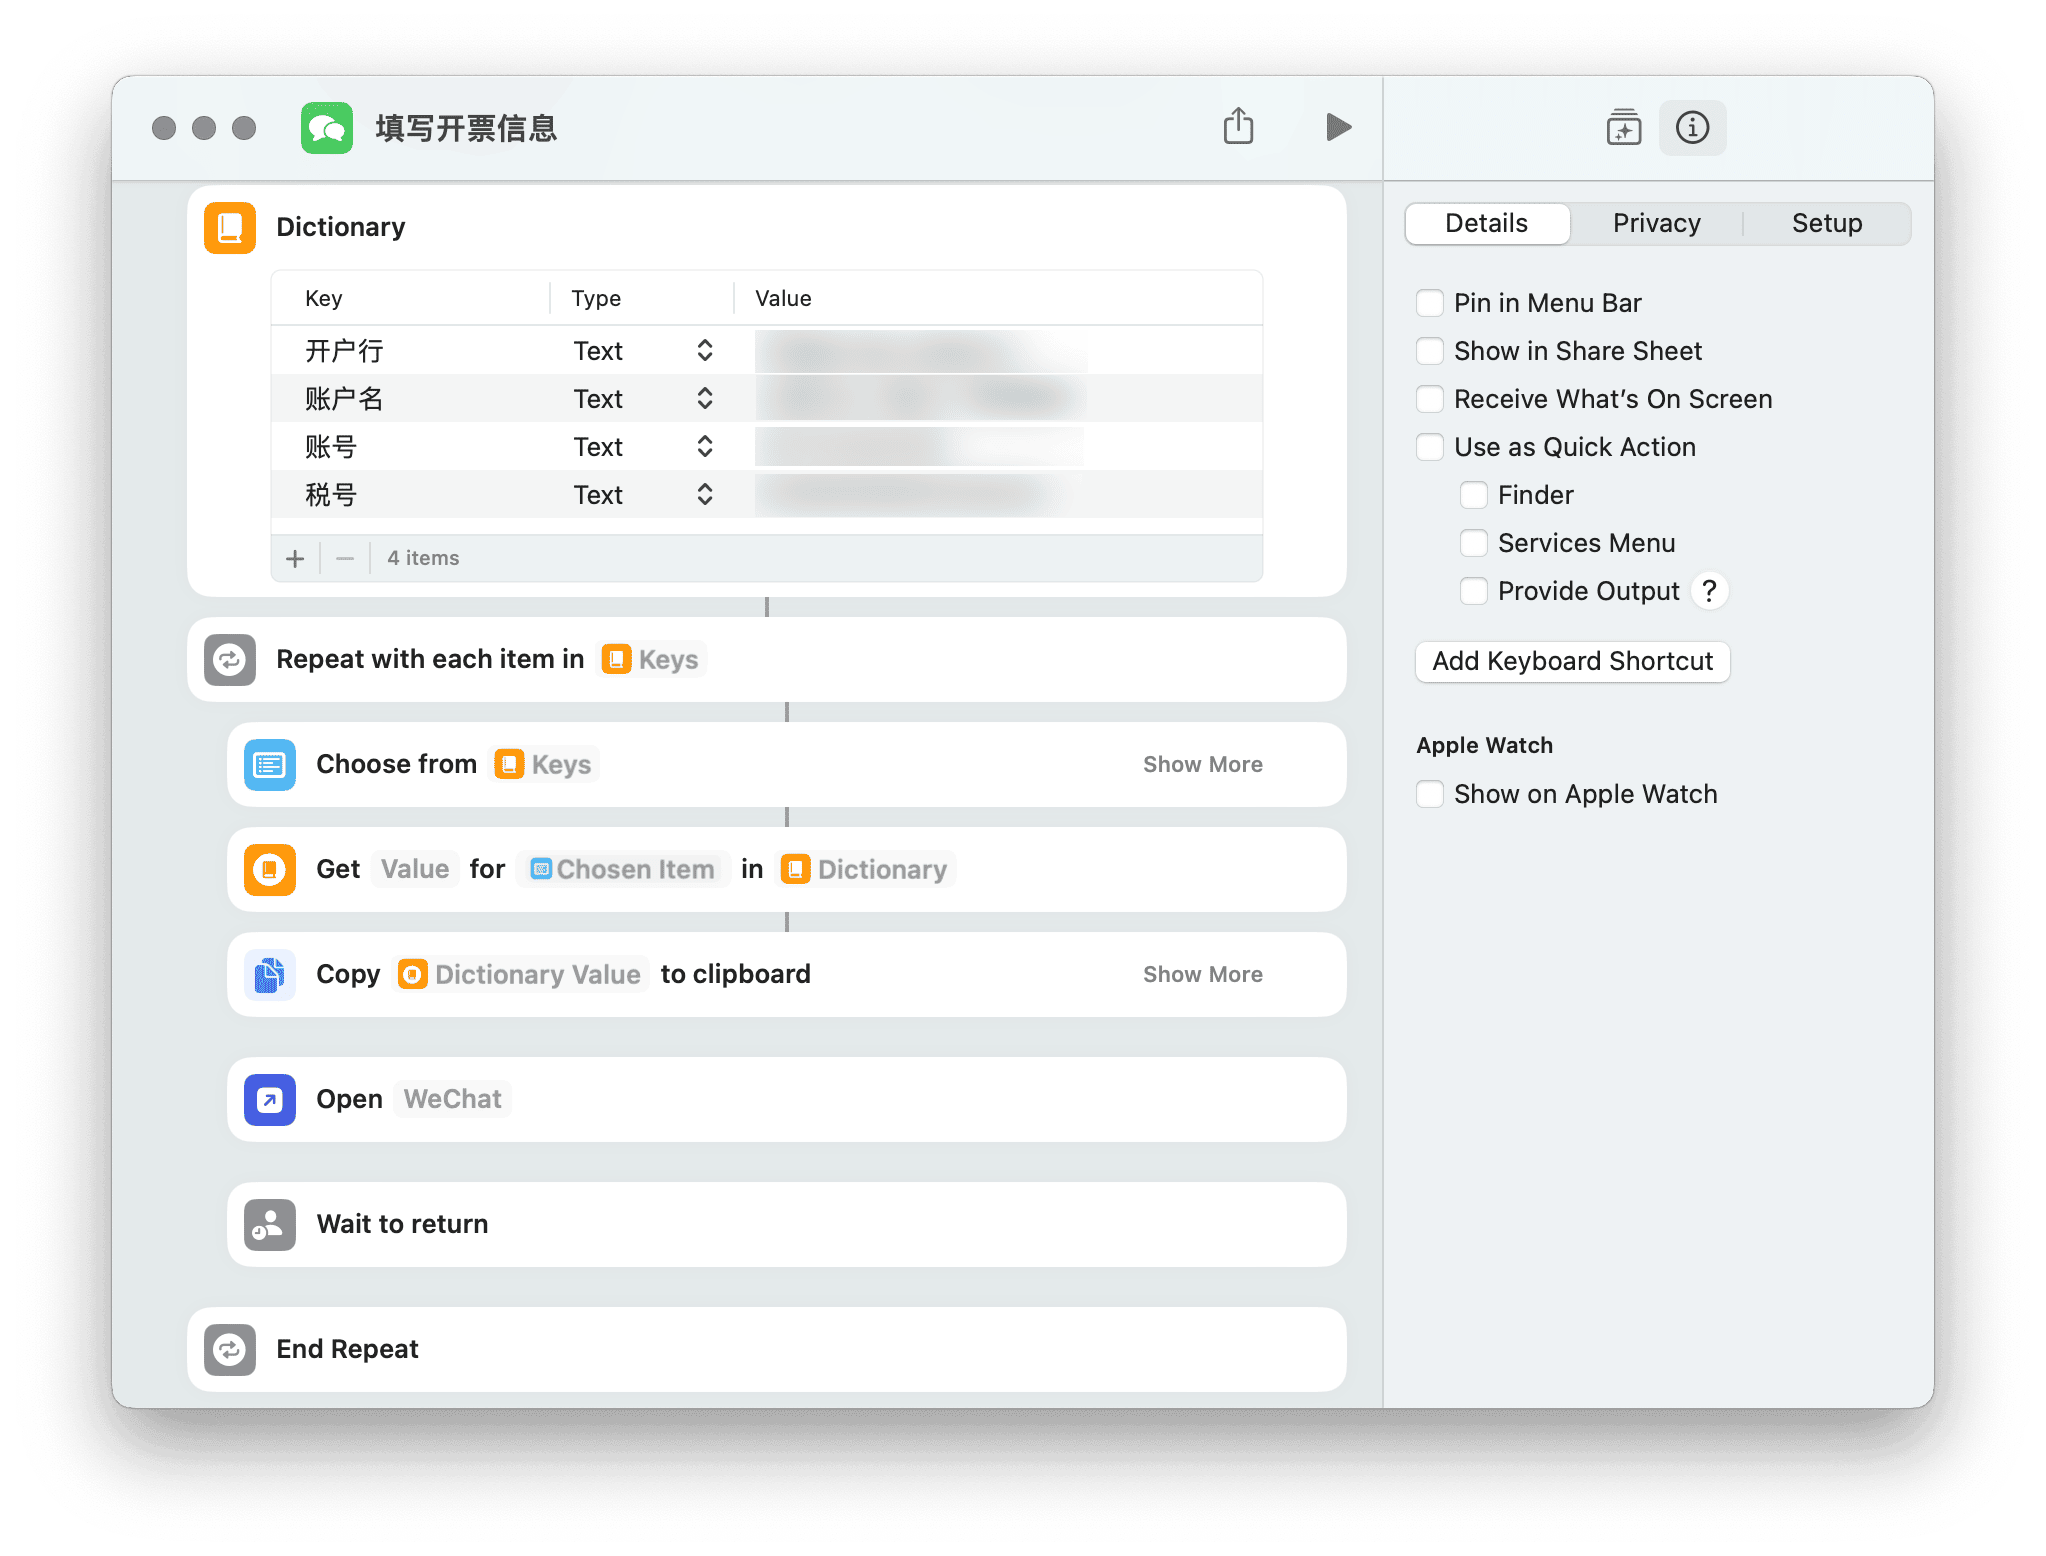 填写开票信息
Dictionary
Key Type Value
开户行 Text
账户名 Text
账号 Text
税号 Text
4 items
Repeat with each item in Keys
Choose from Keys Show More
Get Value for Chosen Item in Dictionary
Copy Dictionary Value to clipboard Show More
Open WeChat
Wait to return
End Repeat
Details Privacy Setup
Pin in Menu Bar
Show in Share Sheet
Receive What’s On Screen
Use as Quick Action
Finder
Services Menu
Provide Output ?
Add Keyboard Shortcut
Apple Watch
Show on Apple Watch